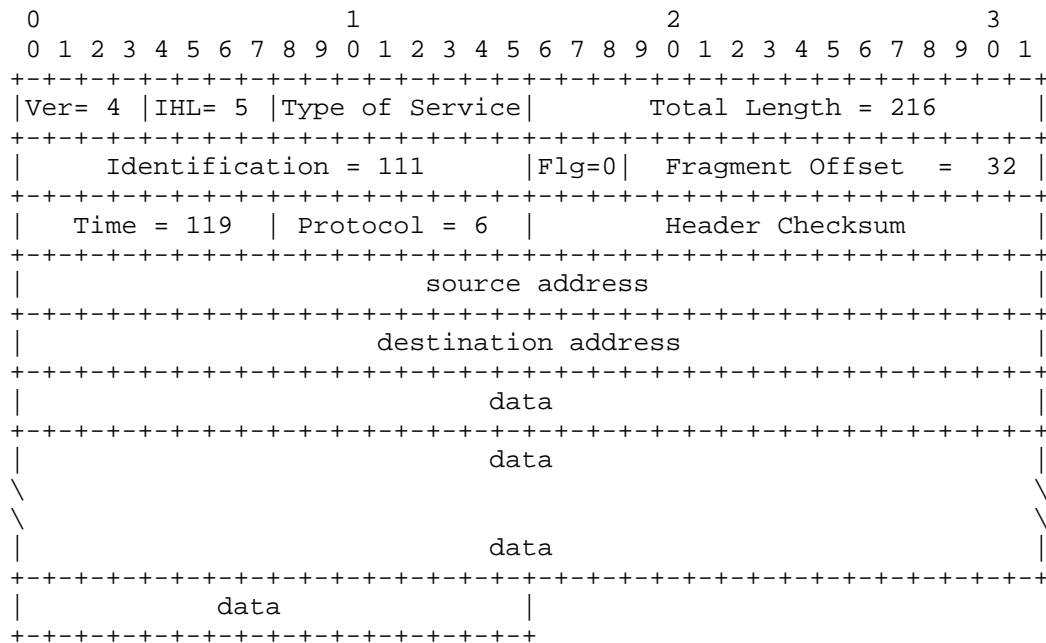 0                   1                   2                   3
 0 1 2 3 4 5 6 7 8 9 0 1 2 3 4 5 6 7 8 9 0 1 2 3 4 5 6 7 8 9 0 1
+-+-+-+-+-+-+-+-+-+-+-+-+-+-+-+-+-+-+-+-+-+-+-+-+-+-+-+-+-+-+-+-+
|Ver= 4 |IHL= 5 |Type of Service|       Total Length = 216      |
+-+-+-+-+-+-+-+-+-+-+-+-+-+-+-+-+-+-+-+-+-+-+-+-+-+-+-+-+-+-+-+-+
|     Identification = 111      |Flg=0|  Fragment Offset  =  32 |
+-+-+-+-+-+-+-+-+-+-+-+-+-+-+-+-+-+-+-+-+-+-+-+-+-+-+-+-+-+-+-+-+
|   Time = 119  | Protocol = 6  |        Header Checksum        |
+-+-+-+-+-+-+-+-+-+-+-+-+-+-+-+-+-+-+-+-+-+-+-+-+-+-+-+-+-+-+-+-+
|                         source address                        |
+-+-+-+-+-+-+-+-+-+-+-+-+-+-+-+-+-+-+-+-+-+-+-+-+-+-+-+-+-+-+-+-+
|                      destination address                      |
+-+-+-+-+-+-+-+-+-+-+-+-+-+-+-+-+-+-+-+-+-+-+-+-+-+-+-+-+-+-+-+-+
|                             data                              |
+-+-+-+-+-+-+-+-+-+-+-+-+-+-+-+-+-+-+-+-+-+-+-+-+-+-+-+-+-+-+-+-+
|                             data                              |
\                                                               \
\                                                               \
|                             data                              |
+-+-+-+-+-+-+-+-+-+-+-+-+-+-+-+-+-+-+-+-+-+-+-+-+-+-+-+-+-+-+-+-+
|            data               |
+-+-+-+-+-+-+-+-+-+-+-+-+-+-+-+-+